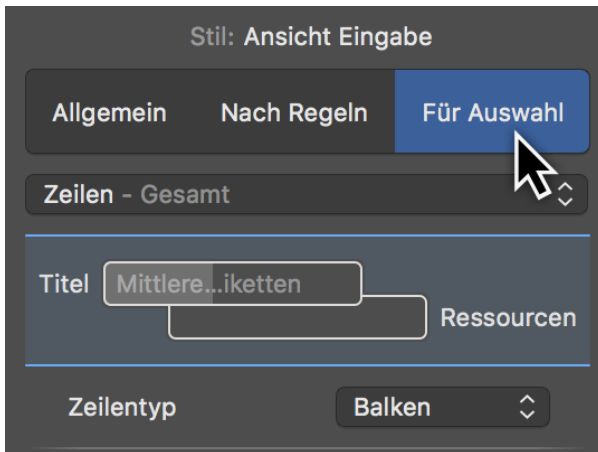 Stil: Ansicht Eingabe
Allgemein Nach Regeln Für Auswahl
Zeilen - Gesamt
Titel Mittlere...iketten
Ressourcen
Zeilentyp Balken